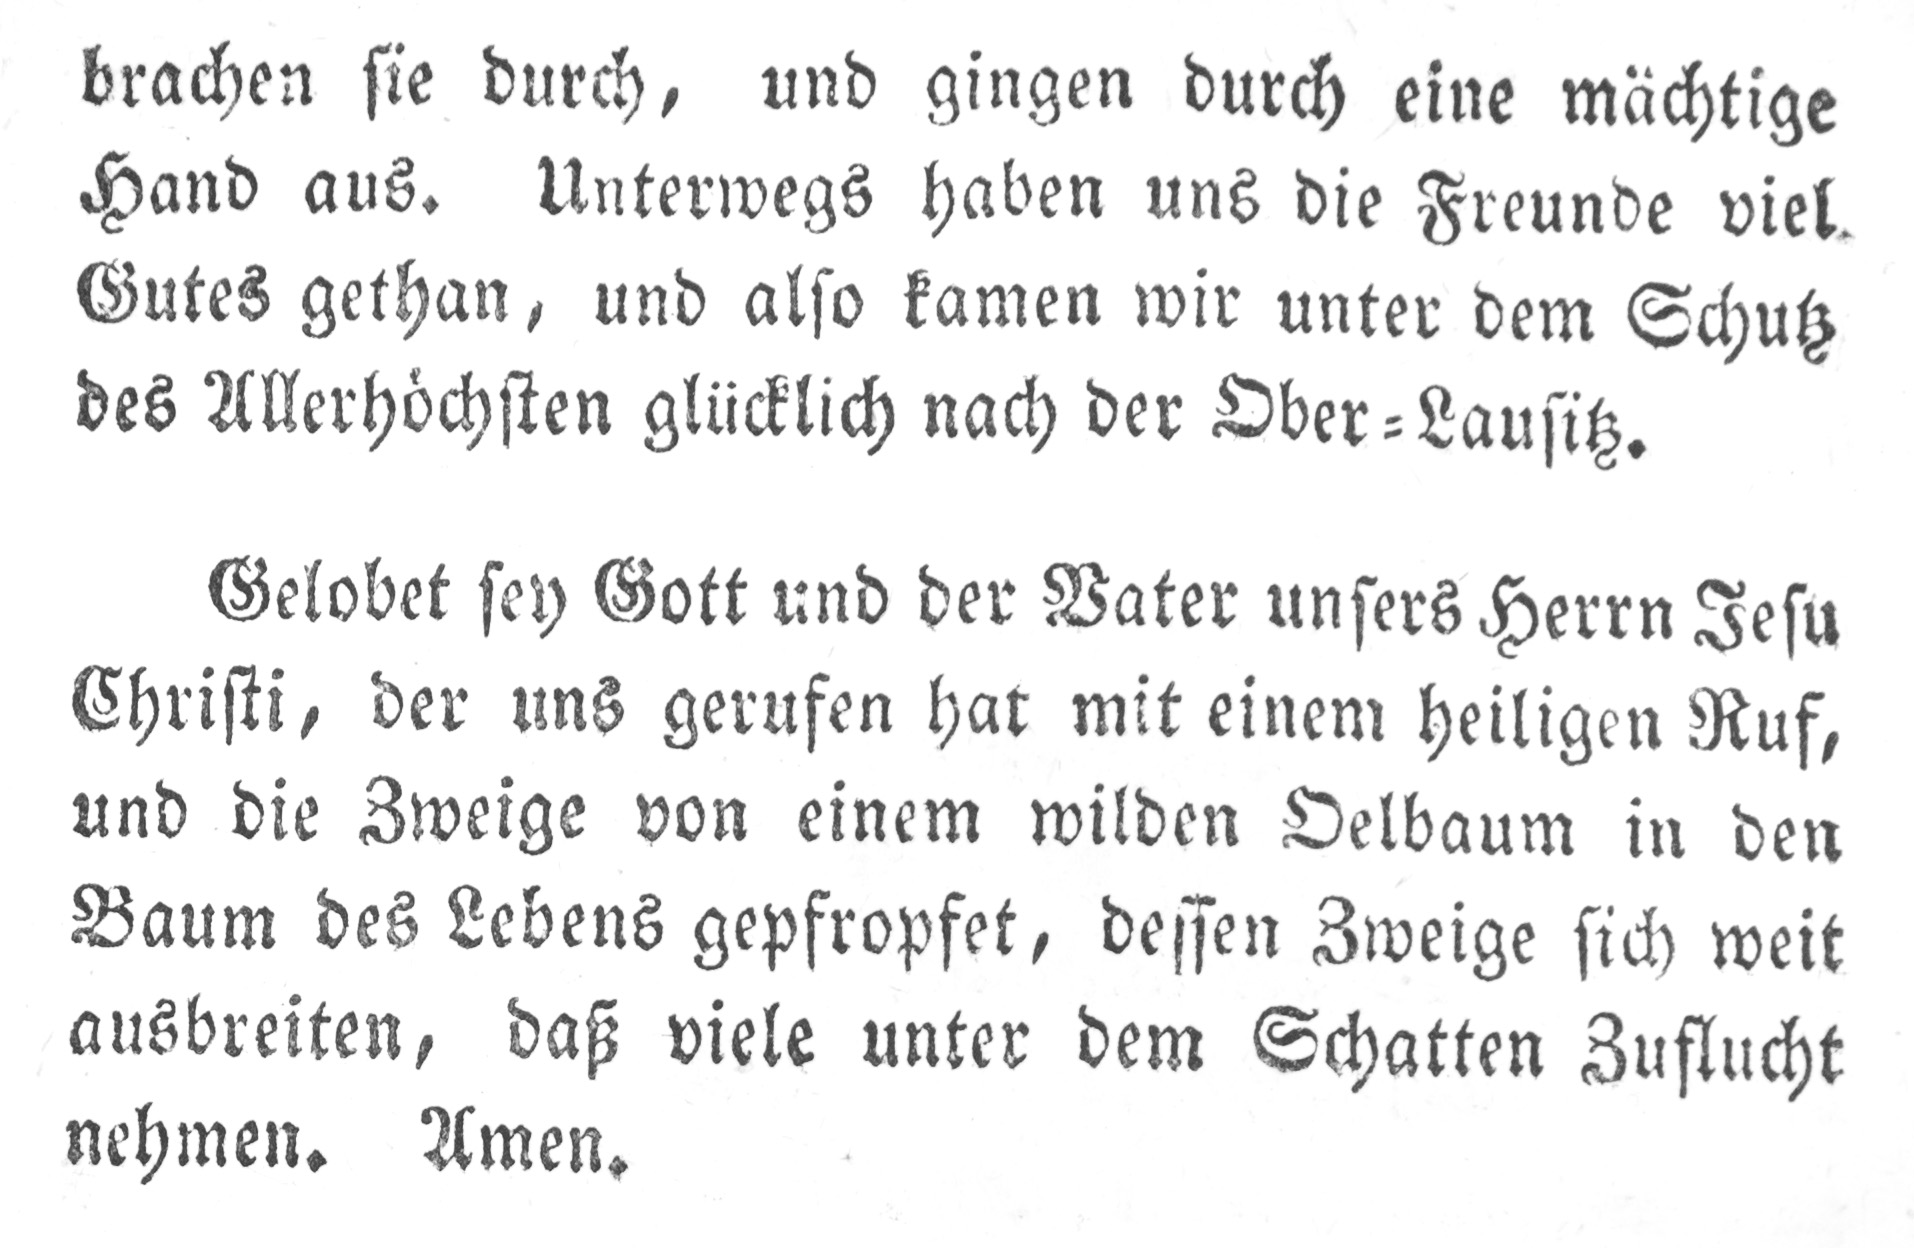 brachen sie durch, und gingen durch eine mächtige
Hand aus. Unterwegs haben uns die Freunde viel
Gutes gethan, und also kamen wir unter dem Schutz
des Allerhöchsten glücklich nach der Ober-Lausitz.
Gelobet sey Gott und der Vater unsers Herrn Jesu
Christi, der uns gerufen hat mit einem heiligen Ruf,
und die Zweige von einem wilden Oelbaum in den
Baum des Lebens gepfropfet, dessen Zweige sich weit
ausbreiten, daß viele unter dem Schatten Zuflucht
nehmen. Amen.